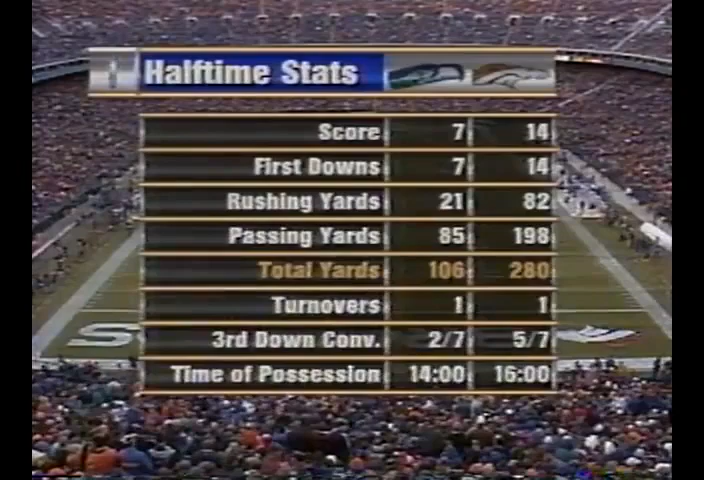 Halftime Stats
Score 7 14
First Downs 7 14
Rushing Yards 21 82
Passing Yards 85 198
Total Yards 106 280
Turnovers 1 1
3rd Down Conv. 2/7 5/7
Time of Possession 14:00 16:00